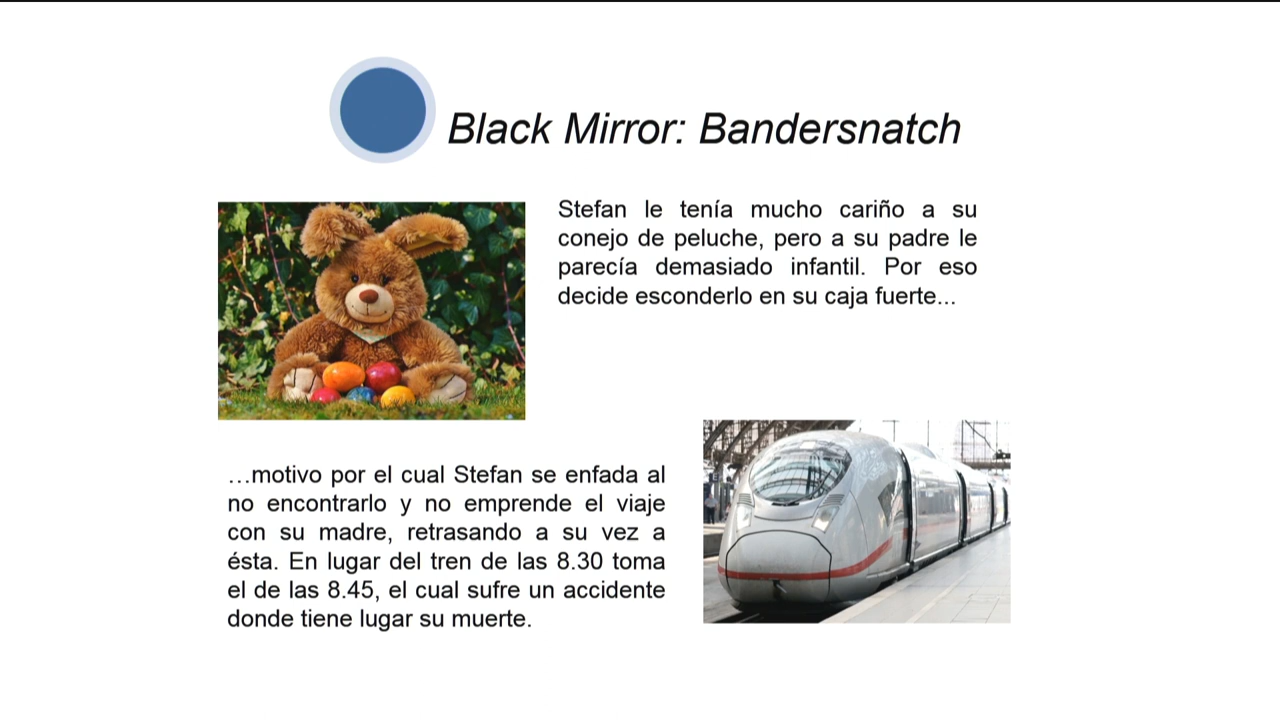 Black Mirror: Bandersnatch
Stefan le tenía mucho cariño a su
conejo de peluche, pero a su padre le
parecía demasiado infantil. Por eso
decide esconderlo en su caja fuerte...
…motivo por el cual Stefan se enfada al
no encontrarlo y no emprende el viaje
con su madre, retrasando a su vez a
ésta. En lugar del tren de las 8.30 toma
el de las 8.45, el cual sufre un accidente
donde tiene lugar su muerte.